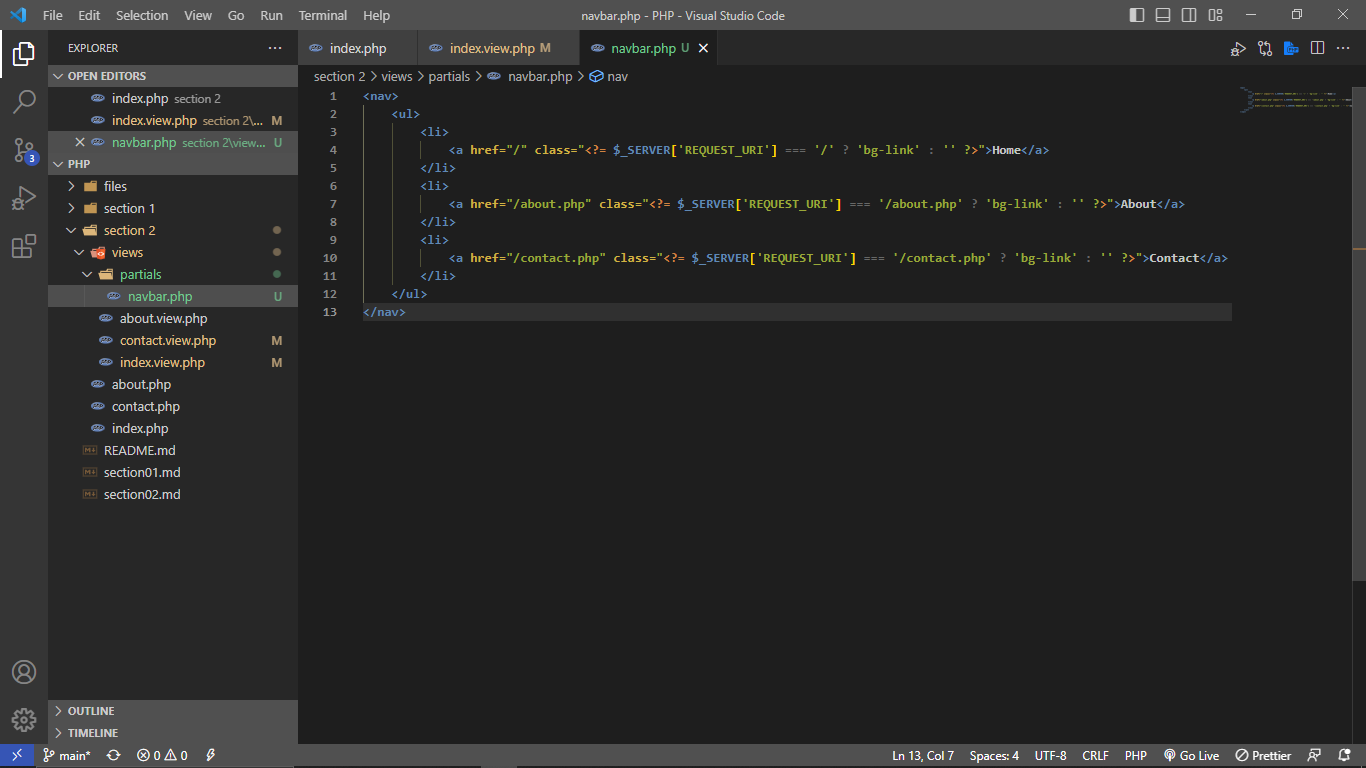 File Edit Selection View Go Run Terminal Help navbar.php - PHP - Visual Studio Code
EXPLORER
index.php
index.view.php M
navbar.php U
OPEN EDITORS
index.php section 2
index.view.php section 2\... M
navbar.php section 2\view... U
3
PHP
files
section 1
section 2
views
partials
navbar.php U
about.view.php
contact.view.php M
index.view.php M
about.php
contact.php
index.php
README.md
section01.md
section02.md
OUTLINE
TIMELINE
section 2 > views > partials > navbar.php > nav
1 <nav>
2 <ul>
3 <li>
4 <a href="/" class="<?= $_SERVER['REQUEST_URI'] === '/' ? 'bg-link' : '' ?>">Home</a>
5 </li>
6 <li>
7 <a href="/about.php" class="<?= $_SERVER['REQUEST_URI'] === '/about.php' ? 'bg-link' : '' ?>">About</a>
8 </li>
9 <li>
10 <a href="/contact.php" class="<?= $_SERVER['REQUEST_URI'] === '/contact.php' ? 'bg-link' : '' ?>">Contact</a>
11 </li>
12 </ul>
13 </nav>
main* 0 0 Ln 13, Col 7 Spaces: 4 UTF-8 CRLF PHP Go Live Prettier